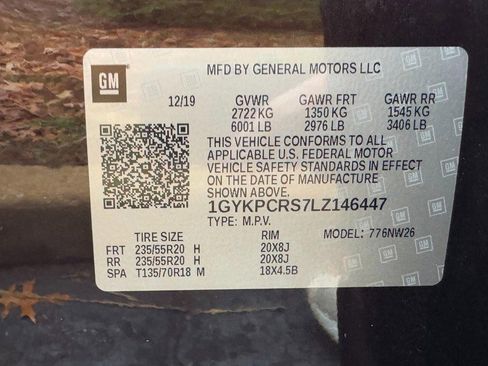 GM
MFD BY GENERAL MOTORS LLC
12/19 GVWR GAWR FRT GAWR RR
2722 KG 1350 KG 1545 KG
6001 LB 2976 LB 3406 LB
THIS VEHICLE CONFORMS TO ALL
APPLICABLE U.S. FEDERAL MOTOR
VEHICLE SAFETY STANDARDS IN EFFECT
ON THE DATE OF MANUFACTURE
SHOWN ABOVE.
1GYKPCRS7LZ146447
TYPE: M.P.V.
TIRE SIZE RIM MODEL: 776NW26
FRT 235/55R20 H 20X8J
RR 235/55R20 H 20X8J
SPA T135/70R18 M 18X4.5B